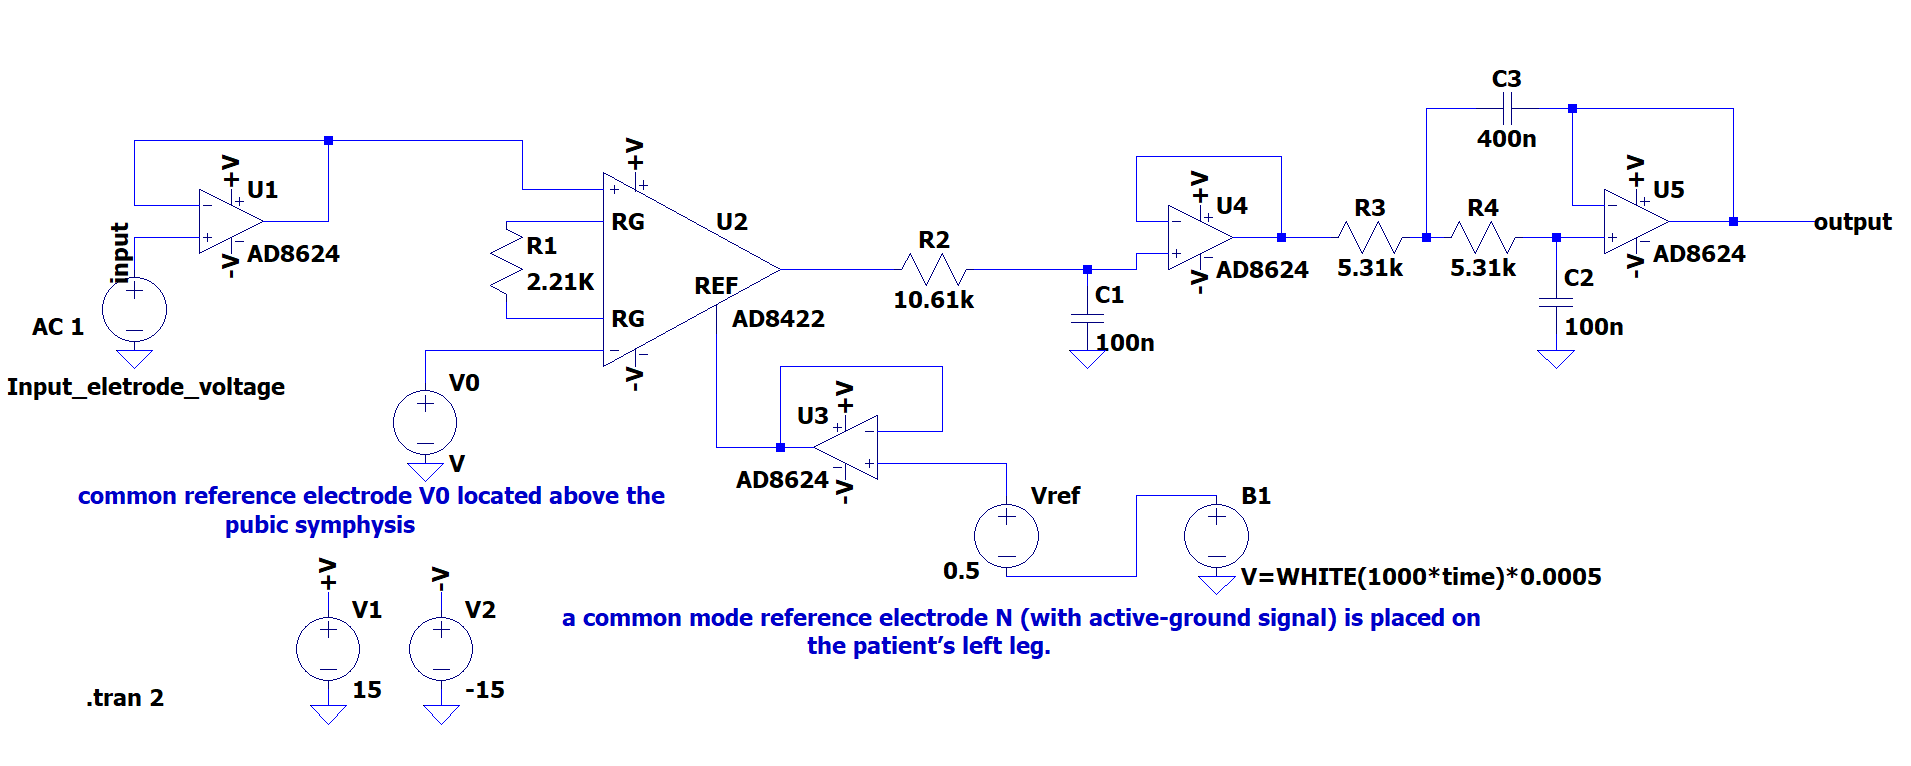 C3
400n
+V
U1
AD8624
-V
input
AC 1
Input_eletrode_voltage
+V
U2
RG
R1
2.21K
REF
RG
AD8422
-V
R2
10.61k
C1
100n
+V
U4
AD8624
-V
R3
5.31k
R4
5.31k
+V
U5
AD8624
-V
output
C2
100n
V0
V
common reference electrode V0 located above the
pubic symphysis
U3
+V
AD8624
-V
Vref
0.5
B1
V=WHITE(1000*time)*0.0005
a common mode reference electrode N (with active-ground signal) is placed on
the patient’s left leg.
+V
V1
15
-V
V2
-15
.tran 2